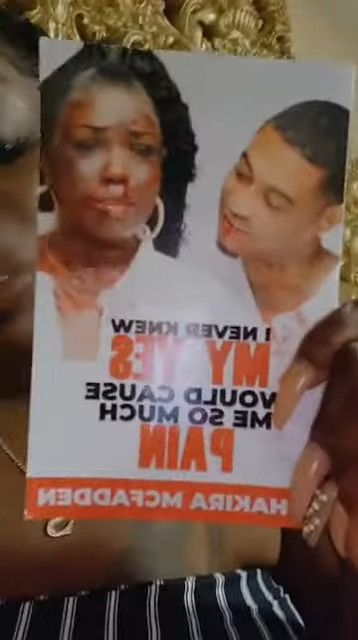 I NEVER KNEW
MY YES
WOULD CAUSE
ME SO MUCH
PAIN
HAKIRA MCFADDEN